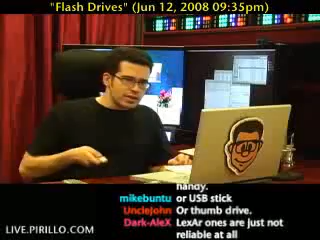 "Flash Drives" (Jun 12, 2008 09:35pm)
handy.
mikebuntu or USB stick
UncleJohn Or thumb drive.
Dark-AleX LexAr ones are just not
reliable at all
LIVE.PIRILLO.COM